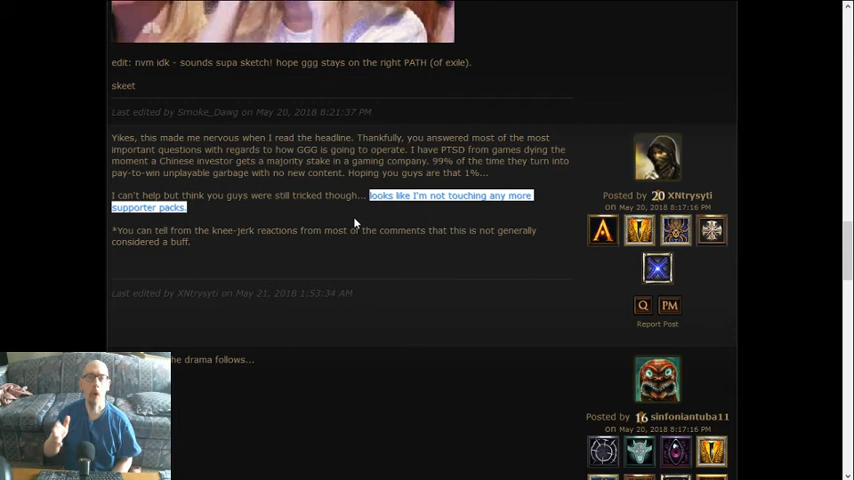 edit: nvm idk - sounds supa sketch! hope ggg stays on the right PATH (of exile).
skeet
Last edited by Smoke_Dawg on May 20, 2018 8:21:37 PM
Yikes, this made me nervous when I read the headline. Thankfully, you answered most of the most
important questions with regards to how GGG is going to operate. I have PTSD from games dying the
moment a Chinese investor gets a majority stake in a gaming company. 99% of the time they turn into
pay-to-win unplayable garbage with no new content. Hoping you guys are that 1%...
I can't help but think you guys were still tricked though... looks like I'm not touching any more
supporter packs.
*You can tell from the knee-jerk reactions from most of the comments that this is not generally
considered a buff.
Last edited by XNtrysyti on May 21, 2018 1:53:34 AM
Posted by 20 XNtrysyti
on May 20, 2018 8:17:16 PM
Q PM
Report Post
he drama follows...
Posted by 16 sinfoniantuba11
on May 20, 2018 8:17:16 PM